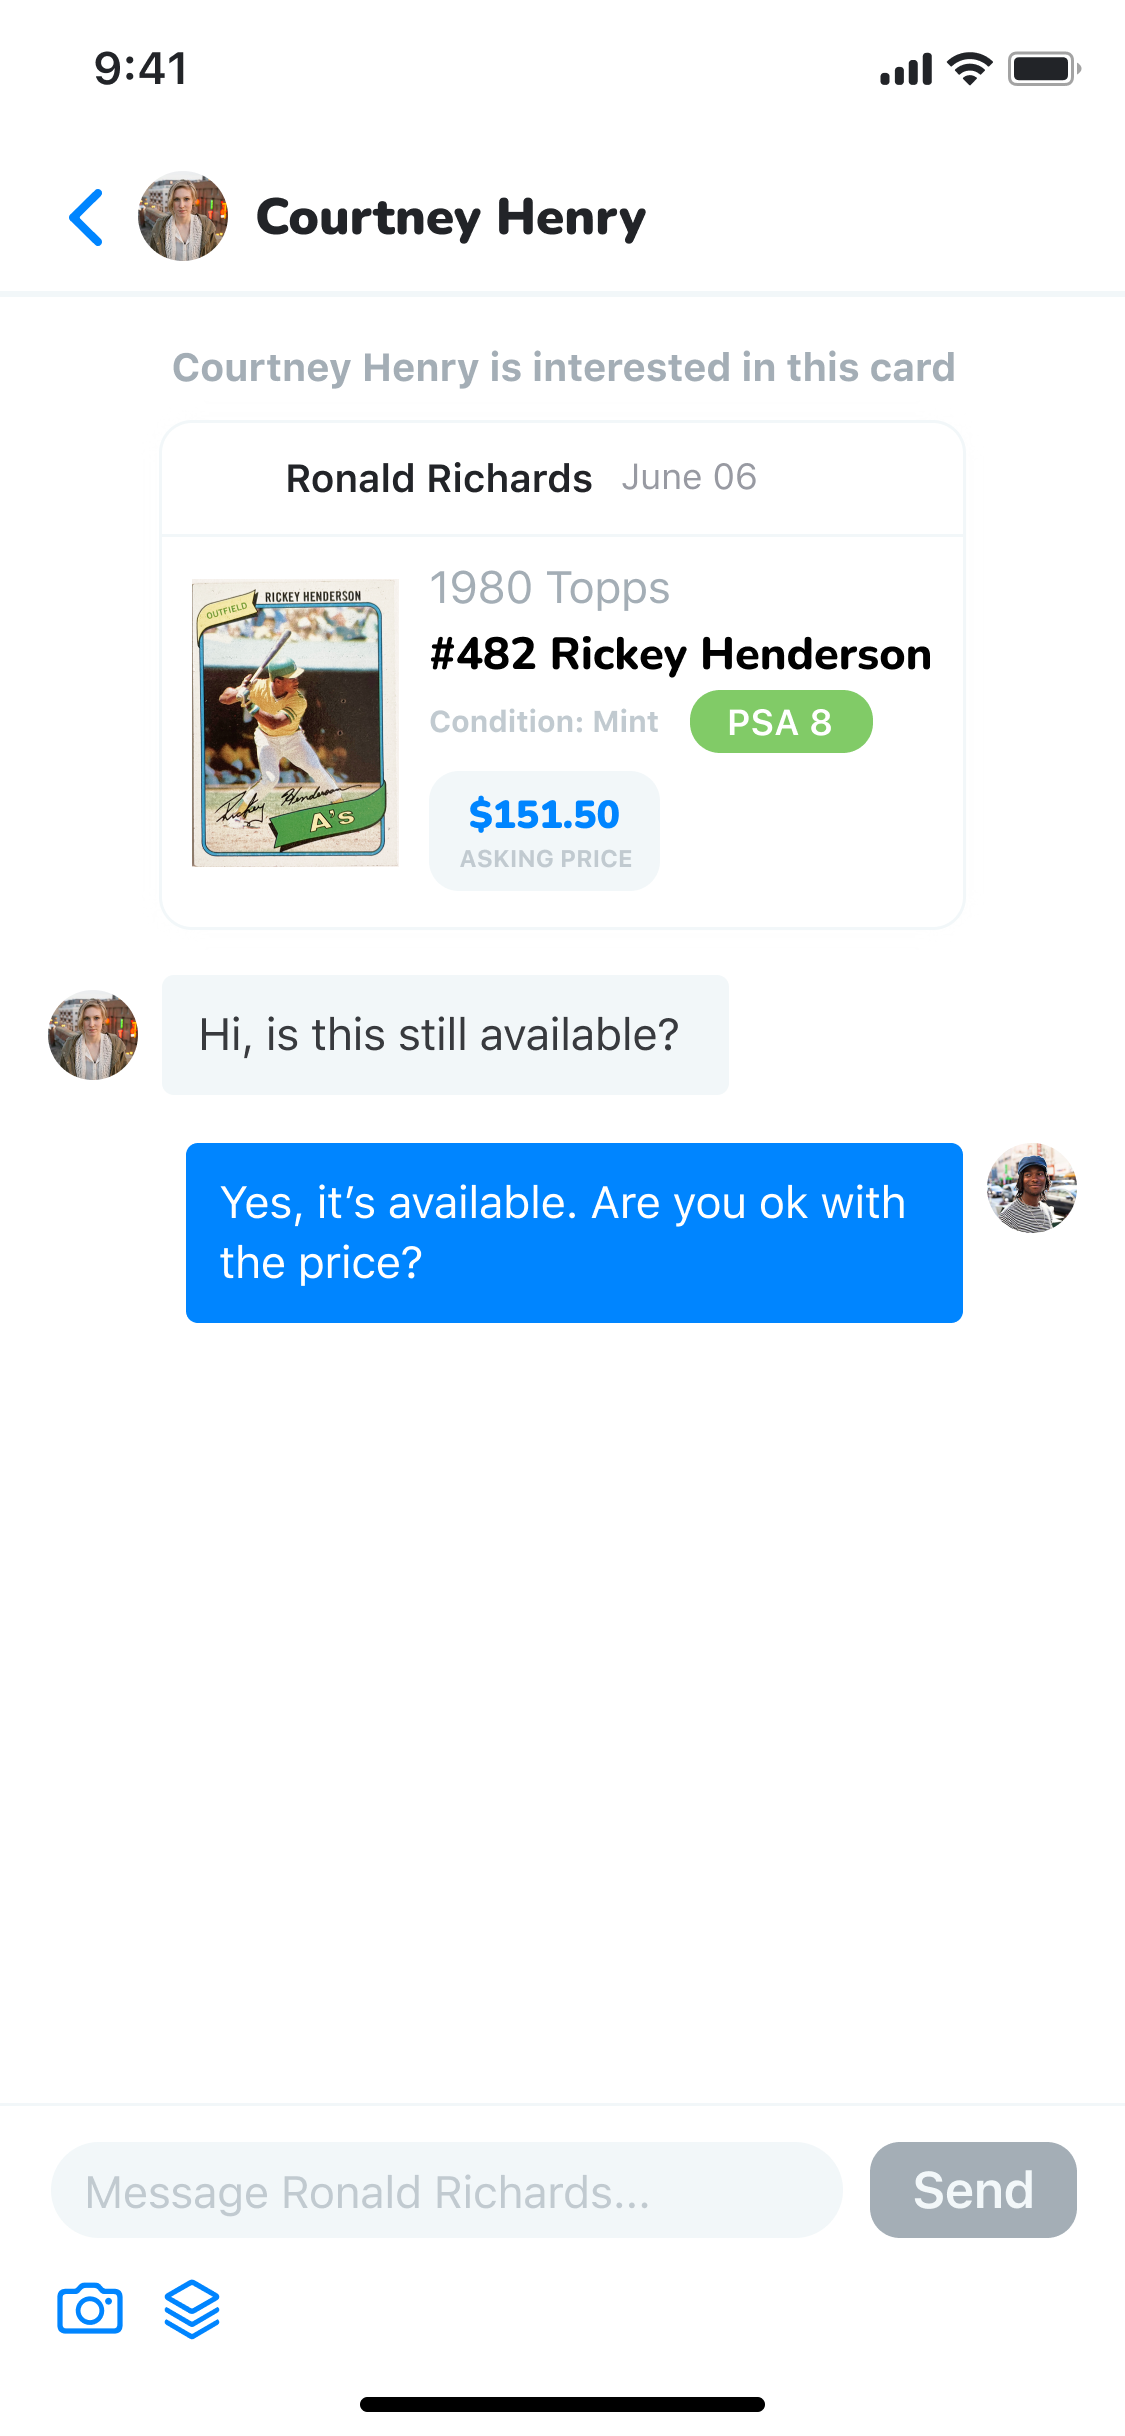 9:41
Courtney Henry
Courtney Henry is interested in this card
Ronald Richards June 06
OUTFIELD
RICKEY HENDERSON
Rickey Henderson
A's
1980 Topps
#482 Rickey Henderson
Condition: Mint PSA 8
$151.50
ASKING PRICE
Hi, is this still available?
Yes, it’s available. Are you ok with
the price?
Message Ronald Richards...
Send